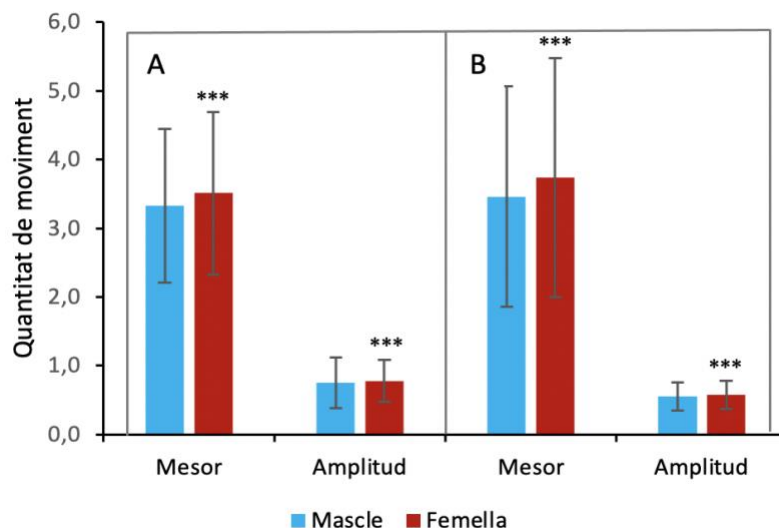 Quantitat de moviment
6,0
5,0
4,0
3,0
2,0
1,0
0,0
A
B
***
***
***
***
Mesor
Amplitud
Mesor
Amplitud
Mascle
Femella